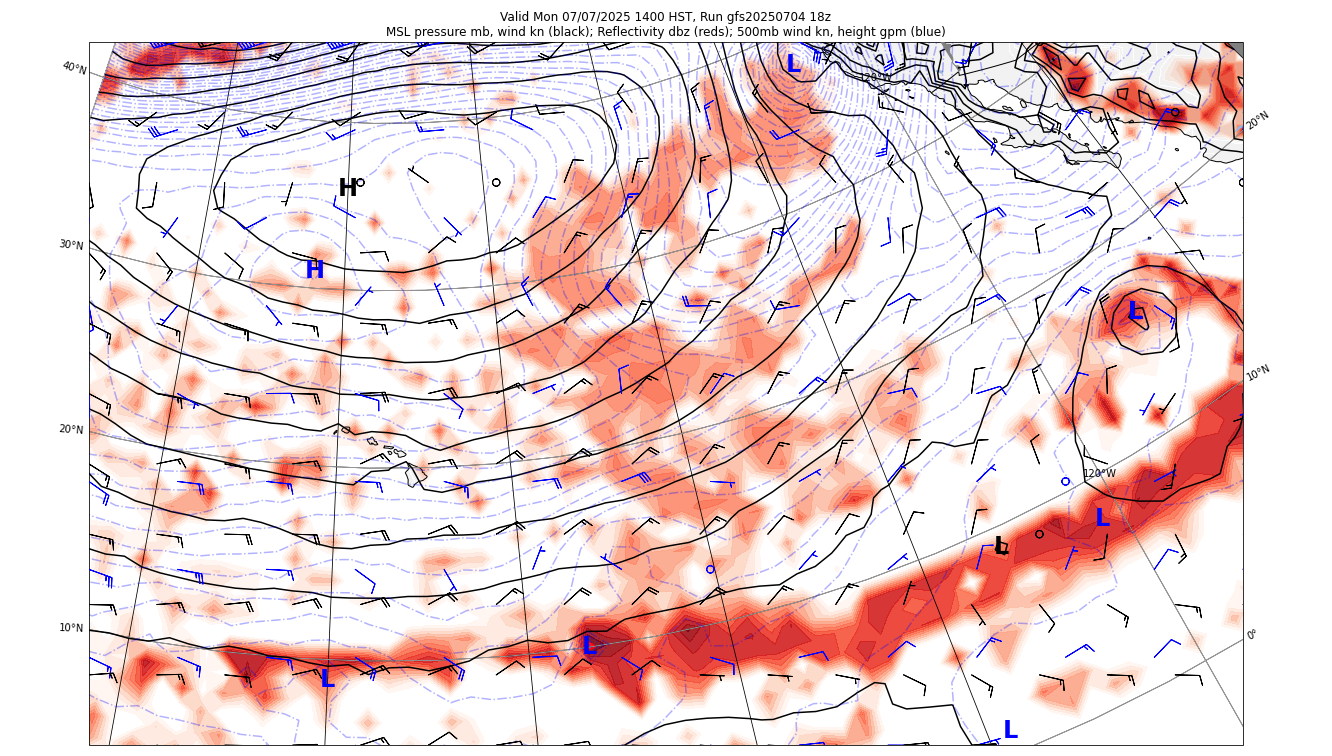 Valid Mon 07/07/2025 1400 HST, Run gfs20250704 18z
MSL pressure mb, wind kn (black); Reflectivity dbz (reds); 500mb wind kn, height gpm (blue)
40°N
L
120°W
20°N
H
30°N
H
L
10°N
20°N
120°W
L
L
10°N
L
L
0°
L